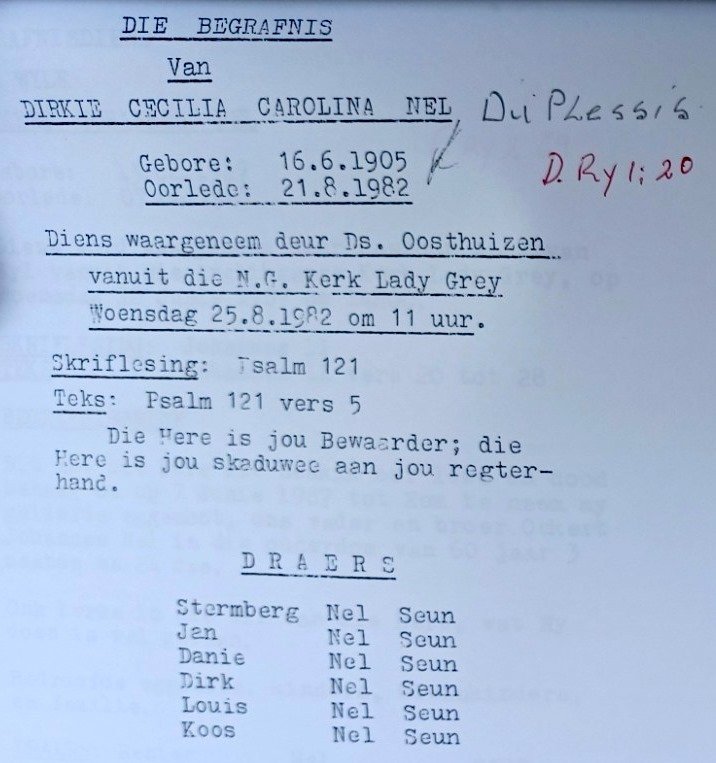 DIE BEGRAFNIS
Van
DIRKIE CECILIA CAROLINA NEL, Du Plessis
Gebore: 16.6.1905
Oorlede: 21.8.1982
D. Ry 1: 20
Diens waargeneem deur Ds. Oosthuizen
vanuit die N.G. Kerk Lady Grey
Woensdag 25.8.1982 om 11 uur.
Skriflesing: Psalm 121
Teks: Psalm 121 vers 5
Die Here is jou Bewaarder; die
Here is jou skaduwee aan jou regter-
hand.
DRAERS
Stormberg Nel Seun
Jan Nel Seun
Danie Nel Seun
Dirk Nel Seun
Louis Nel Seun
Koos Nel Seun